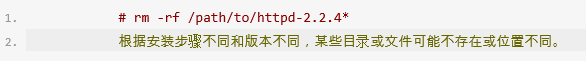 1. # rm -rf /path/to/httpd-2.2.4*
2. 根据安装步骤不同和版本不同，某些目录或文件可能不存在或位置不同。